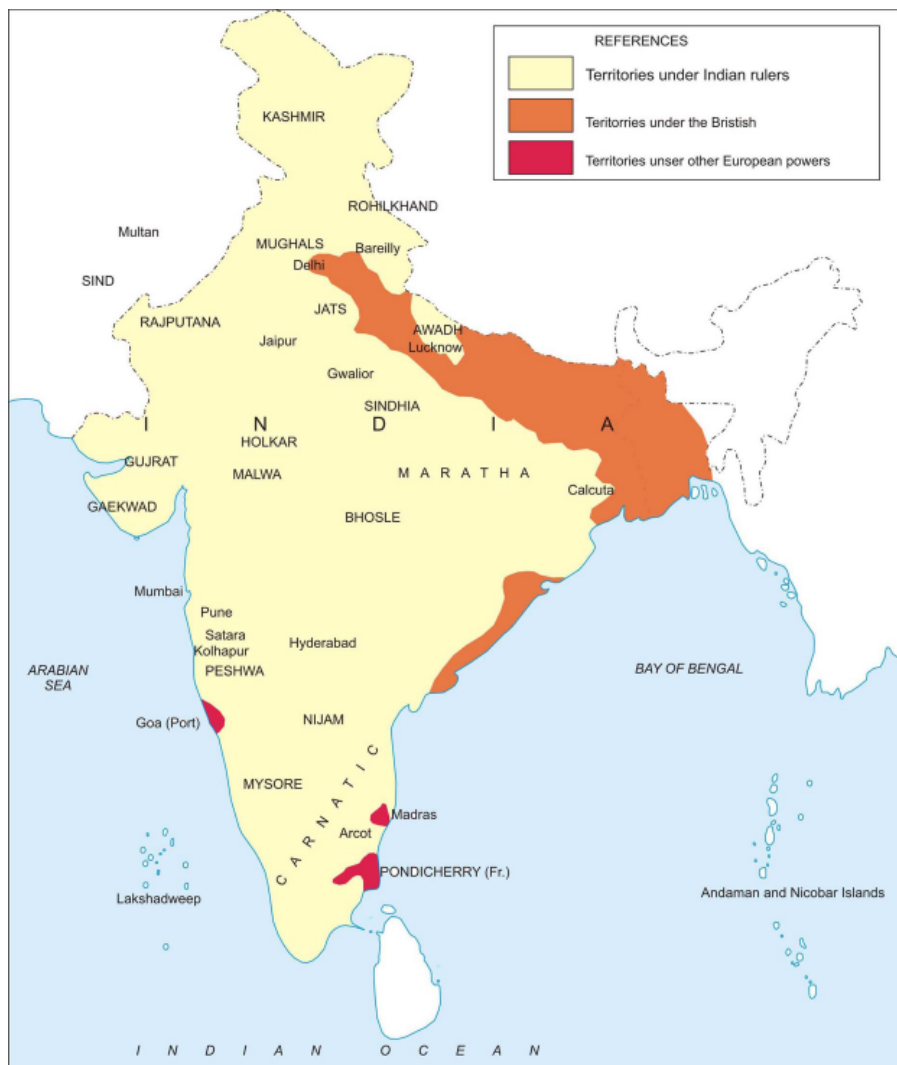 REFERENCES
Territories under Indian rulers
Teritorries under the Bristish
Territories unser other European powers
KASHMIR
ROHILKHAND
Multan
MUGHALS
Bareilly
Delhi
SIND
JATS
RAJPUTANA
AWADH
Lucknow
Jaipur
Gwalior
SINDHIA
I N D I A
HOLKAR
GUJRAT
MALWA
M A R A T H A
Calcuta
GAEKWAD
BHOSLE
Mumbai
Pune
Satara
Kolhapur
Hyderabad
PESHWA
ARABIAN
SEA
BAY OF BENGAL
Goa (Port)
NIJAM
MYSORE
C A R N A T I C
Madras
Arcot
PONDICHERRY (Fr.)
Lakshadweep
Andaman and Nicobar Islands
I N D I A N O C E A N